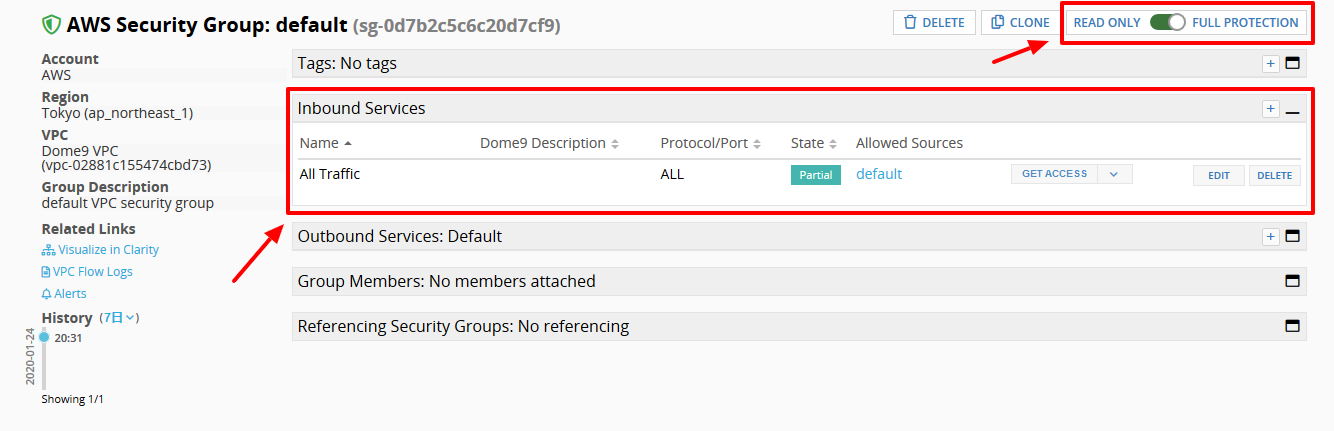 AWS Security Group: default (sg-0d7b2c5c6c20d7cf9)
DELETE
CLONE
READ ONLY
FULL PROTECTION
Account
AWS
Region
Tokyo (ap_northeast_1)
VPC
Dome9 VPC
(vpc-02881c155474cbd73)
Group Description
default VPC security group
Related Links
Visualize in Clarity
VPC Flow Logs
Alerts
History (7日)
2020-01-24
20:31
Showing 1/1
Tags: No tags
Inbound Services
Name Dome9 Description Protocol/Port State Allowed Sources
All Traffic ALL Partial default GET ACCESS EDIT DELETE
Outbound Services: Default
Group Members: No members attached
Referencing Security Groups: No referencing